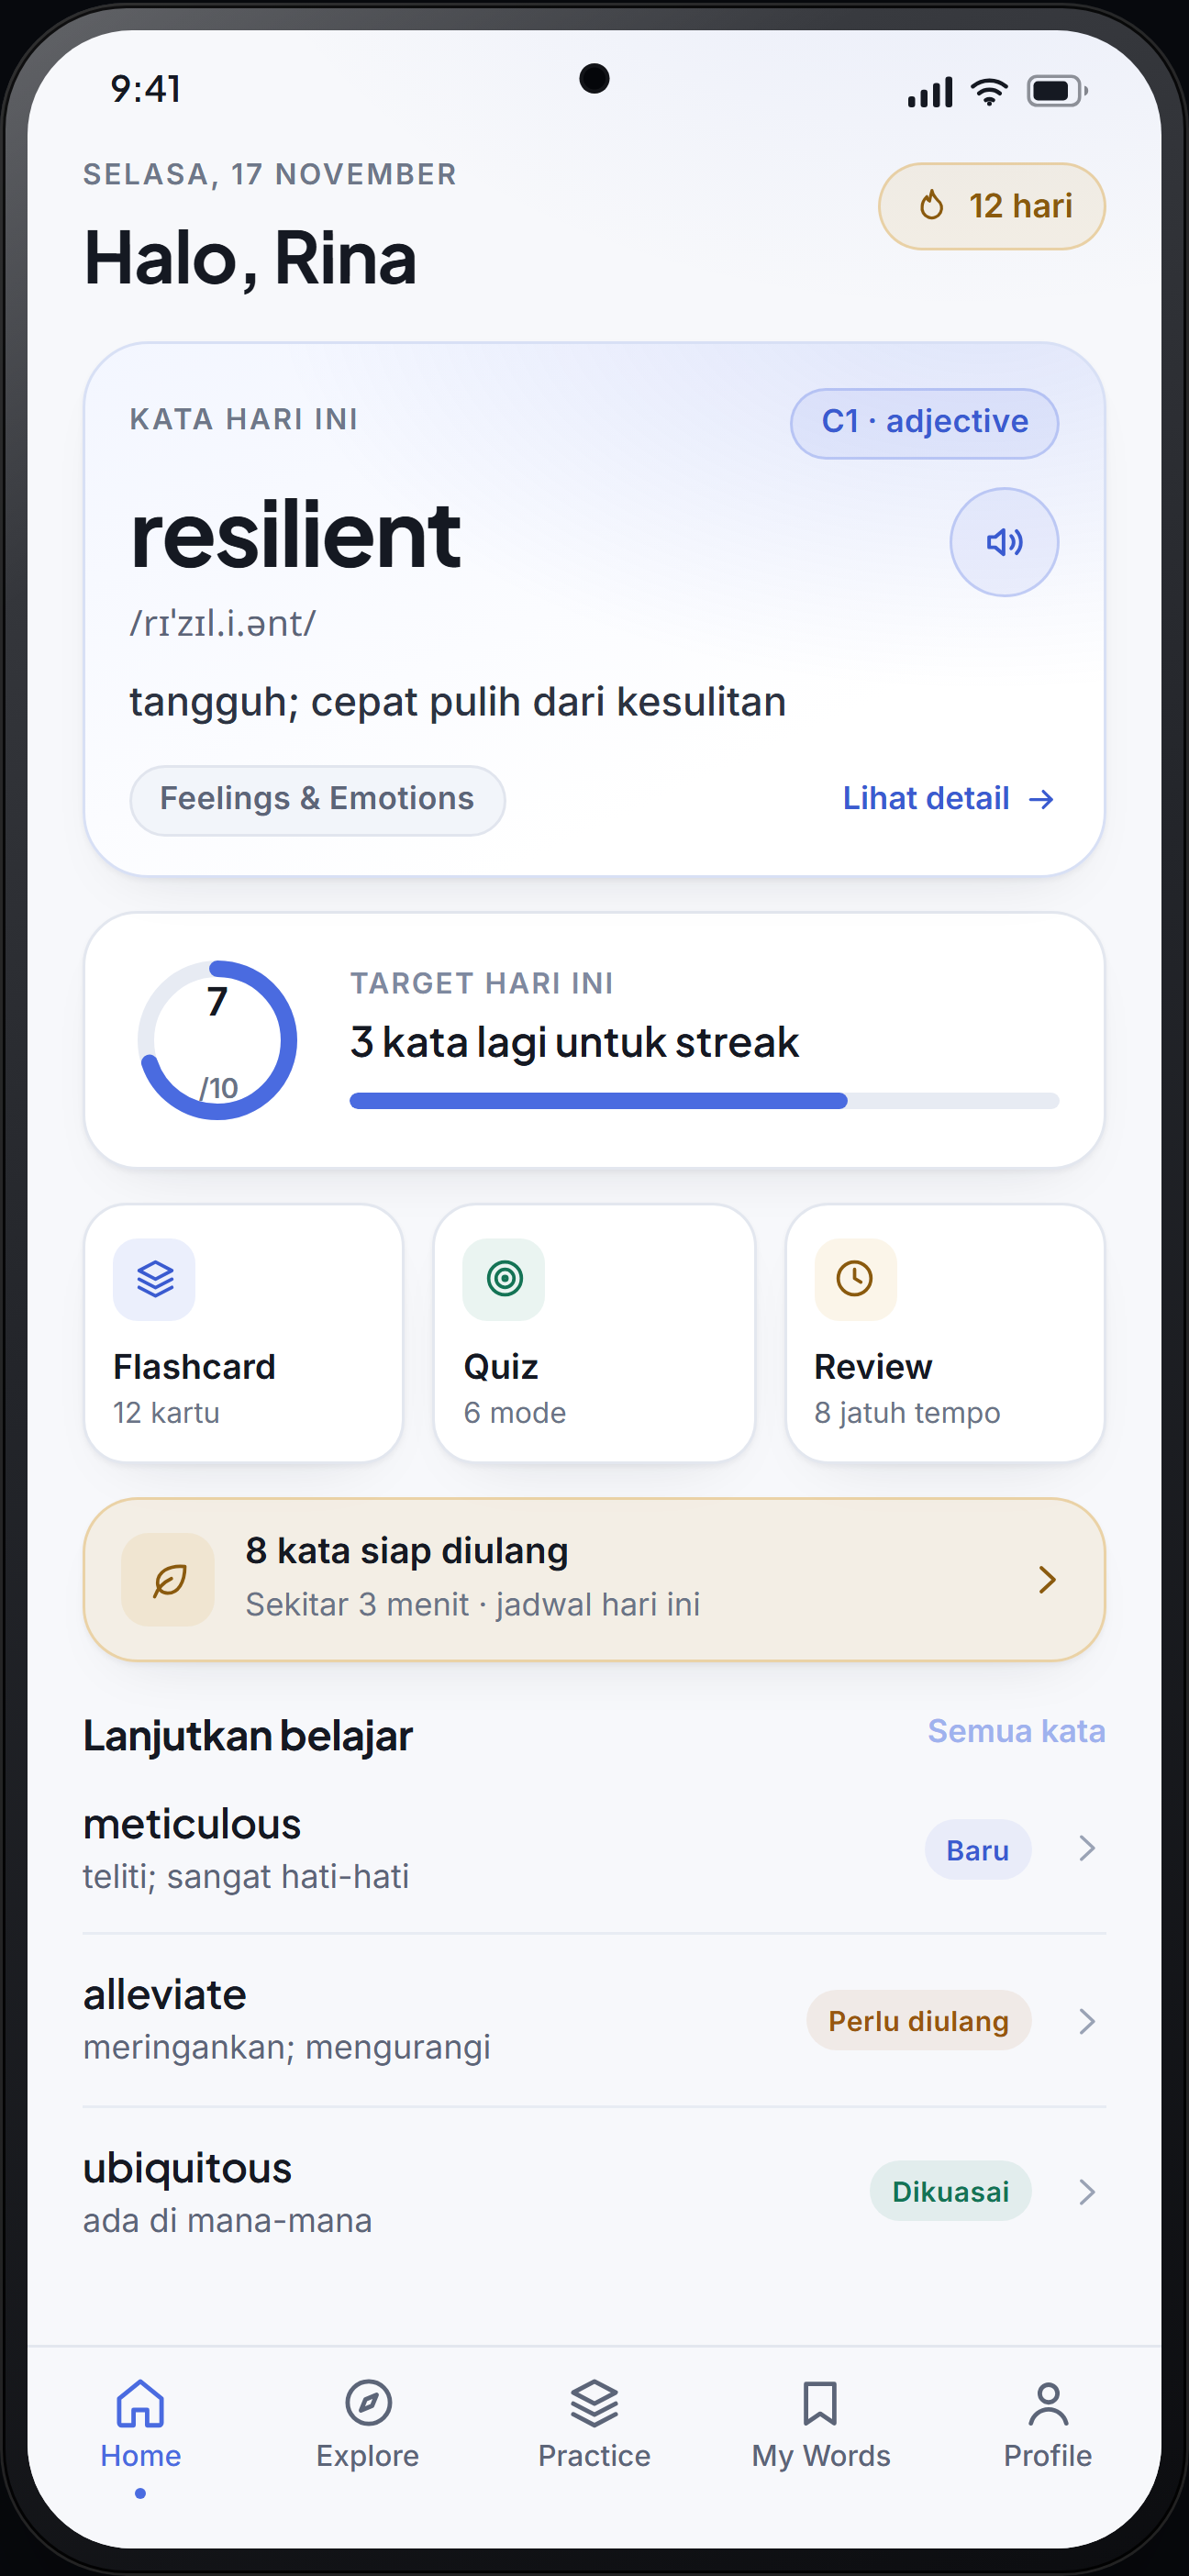 9:41
SELASA, 17 NOVEMBER
12 hari
Halo, Rina
KATA HARI INI
C1 · adjective
resilient
/rɪˈzɪl.i.ənt/
tangguh; cepat pulih dari kesulitan
Feelings & Emotions
Lihat detail →
7
/10
TARGET HARI INI
3 kata lagi untuk streak
Flashcard
12 kartu
Quiz
6 mode
Review
8 jatuh tempo
8 kata siap diulang
Sekitar 3 menit · jadwal hari ini
Lanjutkan belajar
Semua kata
meticulous
teliti; sangat hati-hati
Baru
alleviate
meringankan; mengurangi
Perlu diulang
ubiquitous
ada di mana-mana
Dikuasai
Home
Explore
Practice
My Words
Profile